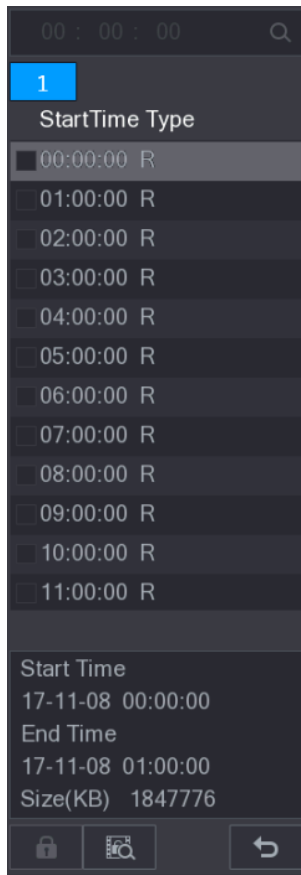 00 : 00 : 00
1
StartTime Type
00:00:00 R
01:00:00 R
02:00:00 R
03:00:00 R
04:00:00 R
05:00:00 R
06:00:00 R
07:00:00 R
08:00:00 R
09:00:00 R
10:00:00 R
11:00:00 R
Start Time
17-11-08 00:00:00
End Time
17-11-08 01:00:00
Size(KB) 1847776